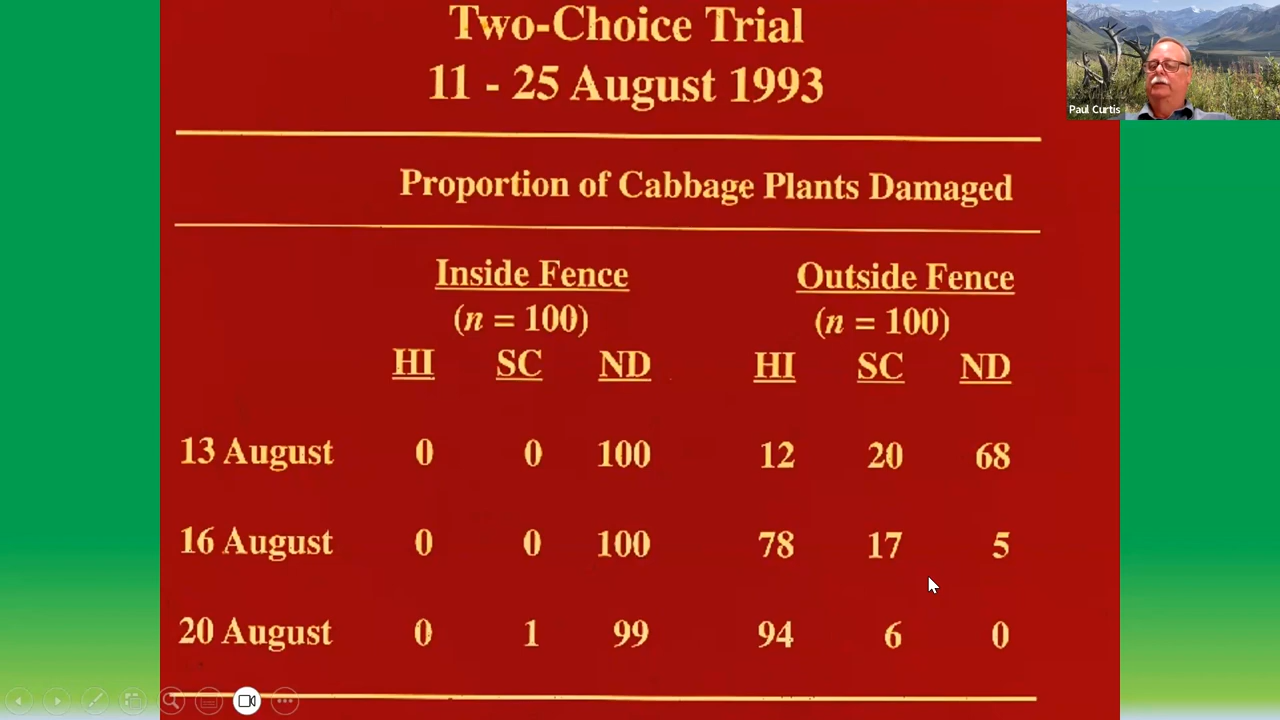 Two-Choice Trial
11 - 25 August 1993
Paul Curtis
Proportion of Cabbage Plants Damaged
Inside Fence Outside Fence
(n = 100) (n = 100)
HI SC ND HI SC ND
13 August 0 0 100 12 20 68
16 August 0 0 100 78 17 5
20 August 0 1 99 94 6 0